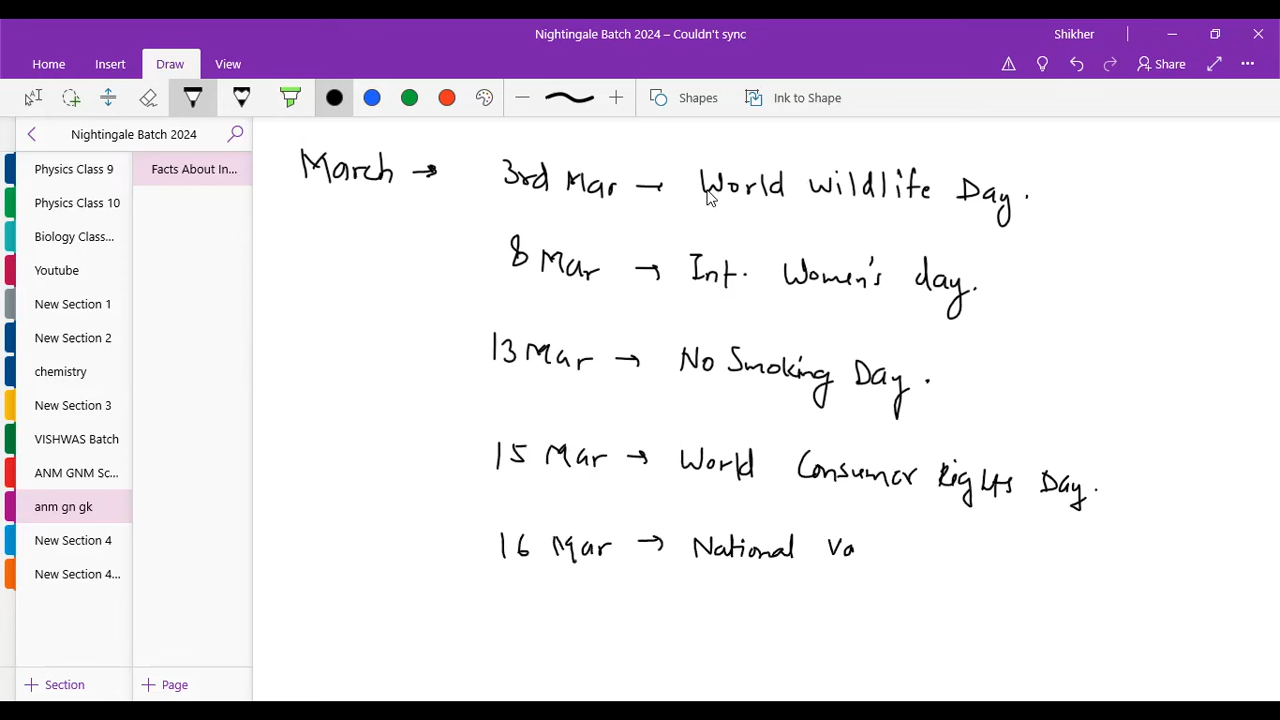 Nightingale Batch 2024 – Couldn't sync
Shikher
Home Insert Draw View
Share
Shapes
Ink to Shape
Nightingale Batch 2024
Physics Class 9
Physics Class 10
Biology Class...
Youtube
New Section 1
New Section 2
chemistry
New Section 3
VISHWAS Batch
ANM GNM Sc...
anm gn gk
New Section 4
New Section 4...
Section
Facts About In...
Page
March → 3rd Mar → World Wildlife Day.
8 Mar → Int. Women's day.
13 Mar → No Smoking Day.
15 Mar → World Consumer Rights Day.
16 Mar → National Va